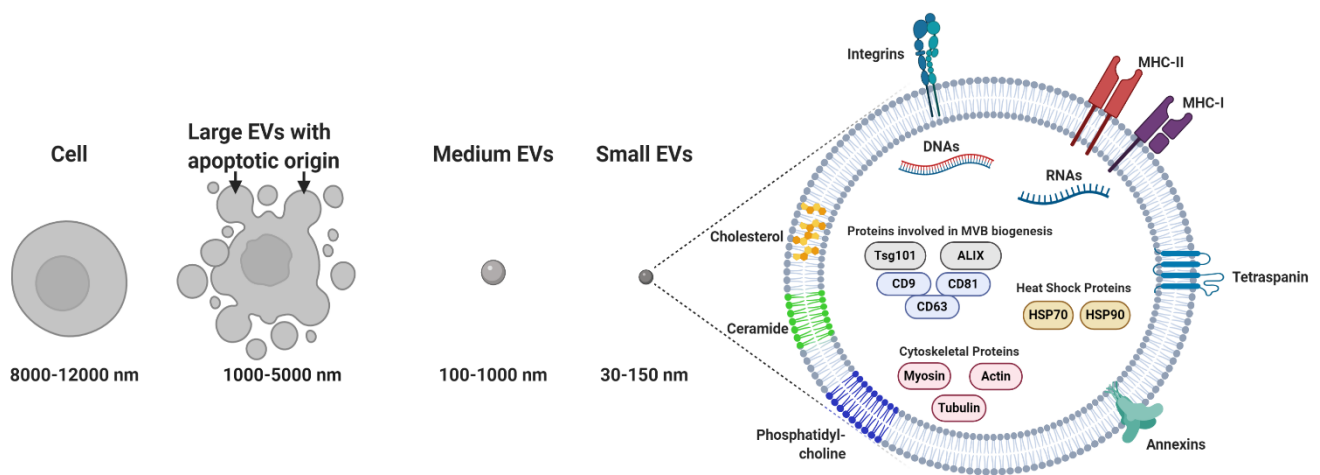 Cell
Large EVs with
apoptotic origin
Medium EVs
Small EVs
8000-12000 nm
1000-5000 nm
100-1000 nm
30-150 nm
Integrins
MHC-II
MHC-I
DNAs
RNAs
Cholesterol
Proteins involved in MVB biogenesis
Tsg101
ALIX
CD9
CD81
CD63
Heat Shock Proteins
HSP70
HSP90
Tetraspanin
Ceramide
Cytoskeletal Proteins
Myosin
Actin
Tubulin
Phosphatidyl-
choline
Annexins